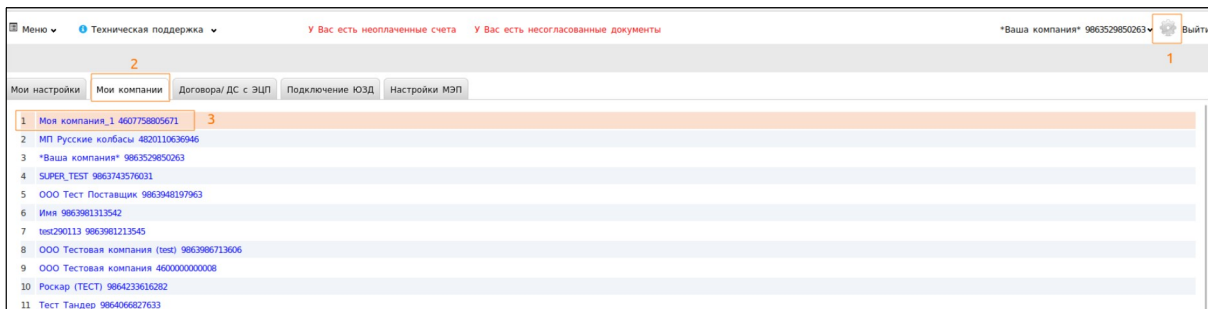 Меню Техническая поддержка У Вас есть неоплаченные счета У Вас есть несогласованные документы *Ваша компания* 9863529850263 Выйти
2 1
Мои настройки Мои компании Договора/ ДС с ЭЦП Подключение ЮЗД Настройки МЭП
1 Моя компания_1 4607758805671 3
2 МП Русские колбасы 4820110636946
3 *Ваша компания* 9863529850263
4 SUPER_TEST 9863743576031
5 ООО Тест Поставщик 9863948197963
6 Имя 9863981313542
7 test290113 9863981213545
8 ООО Тестовая компания (test) 9863986713606
9 ООО Тестовая компания 4600000000008
10 Роскар (ТЕСТ) 9864233616282
11 Тест Тандер 9864066827633